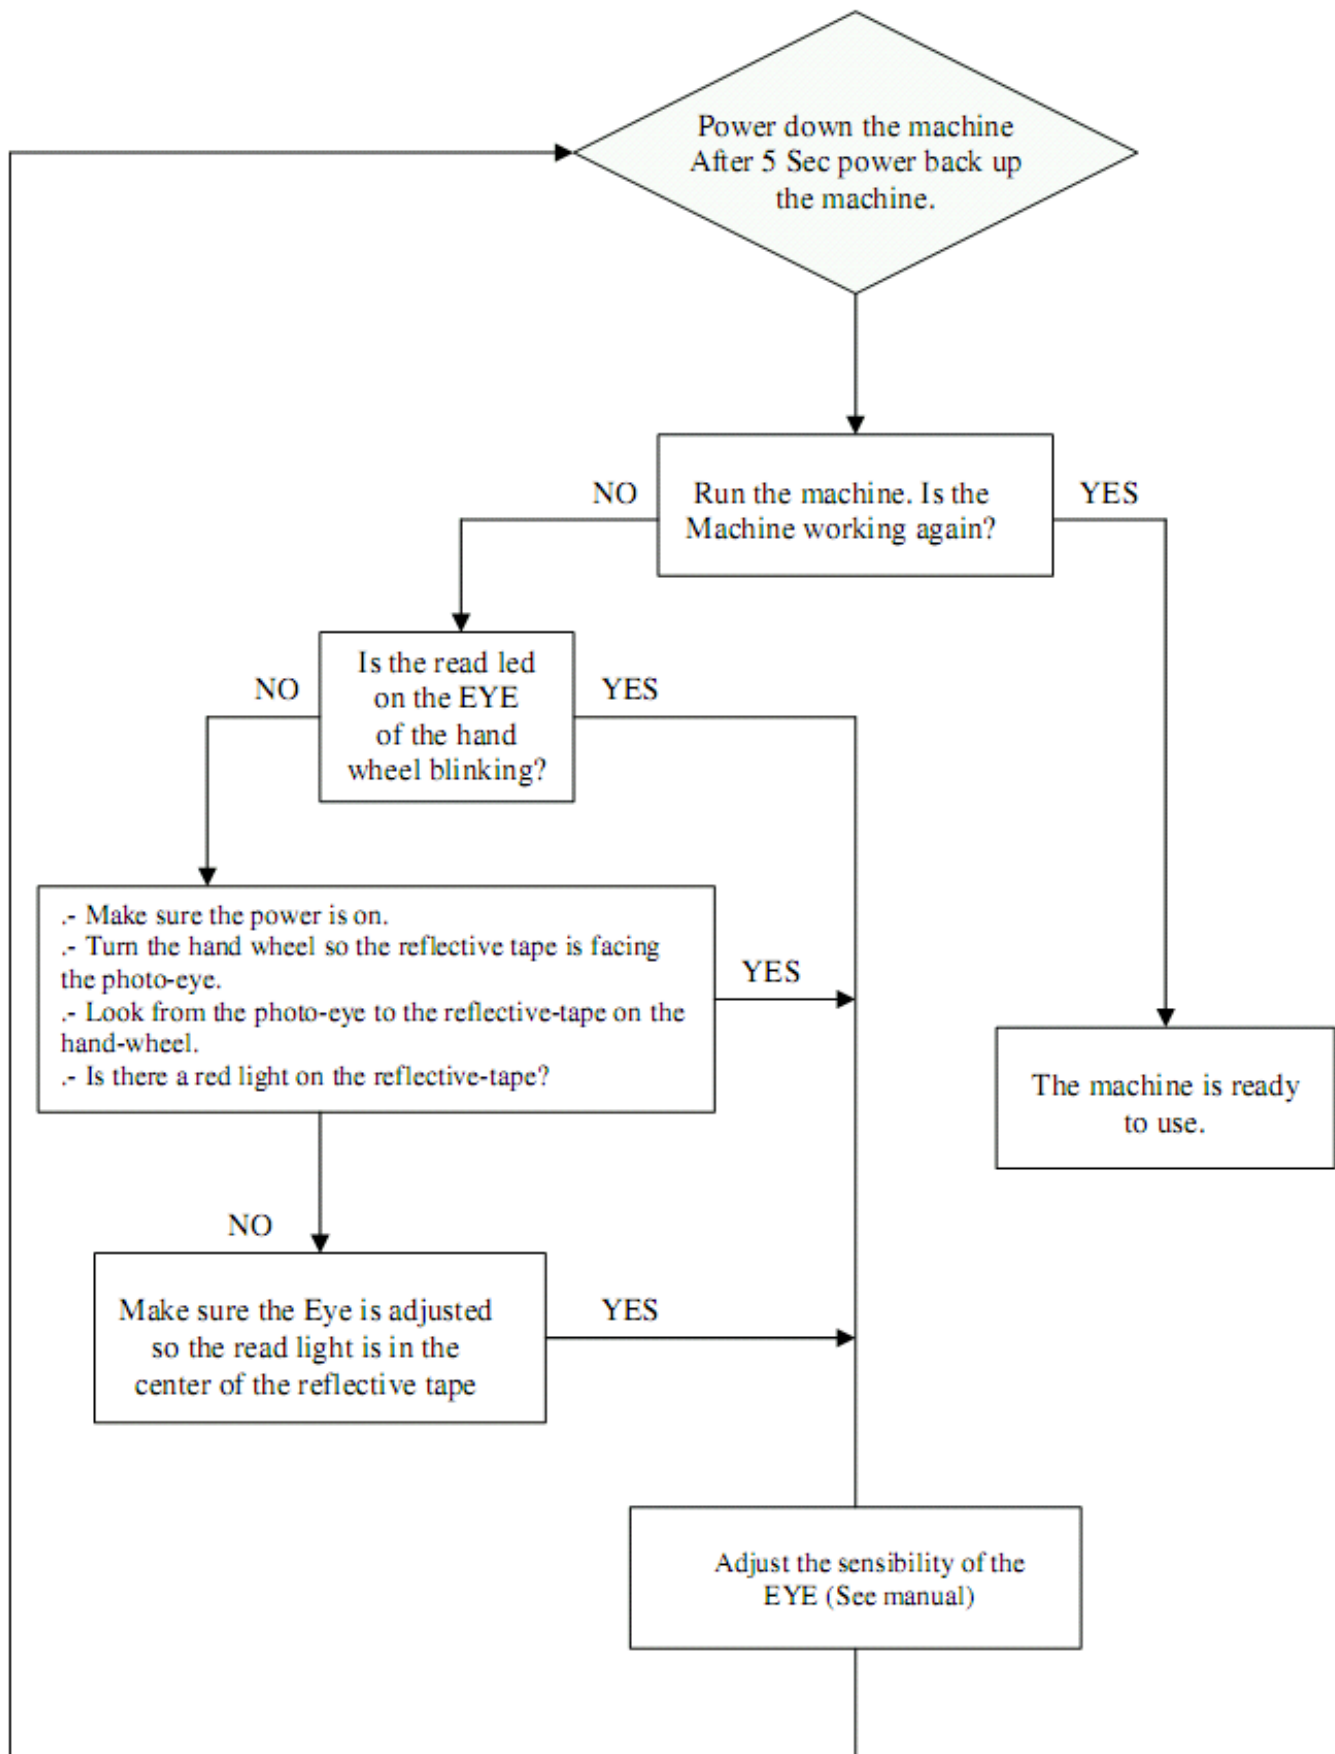 Power down the machine
After 5 Sec power back up
the machine.
NO
Run the machine. Is the
Machine working again?
YES
NO
Is the read led
on the EYE
of the hand
wheel blinking?
YES
.- Make sure the power is on.
.- Turn the hand wheel so the reflective tape is facing
the photo-eye.
.- Look from the photo-eye to the reflective-tape on the
hand-wheel.
.- Is there a red light on the reflective-tape?
YES
The machine is ready
to use.
NO
Make sure the Eye is adjusted
so the read light is in the
center of the reflective tape
YES
Adjust the sensibility of the
EYE (See manual)